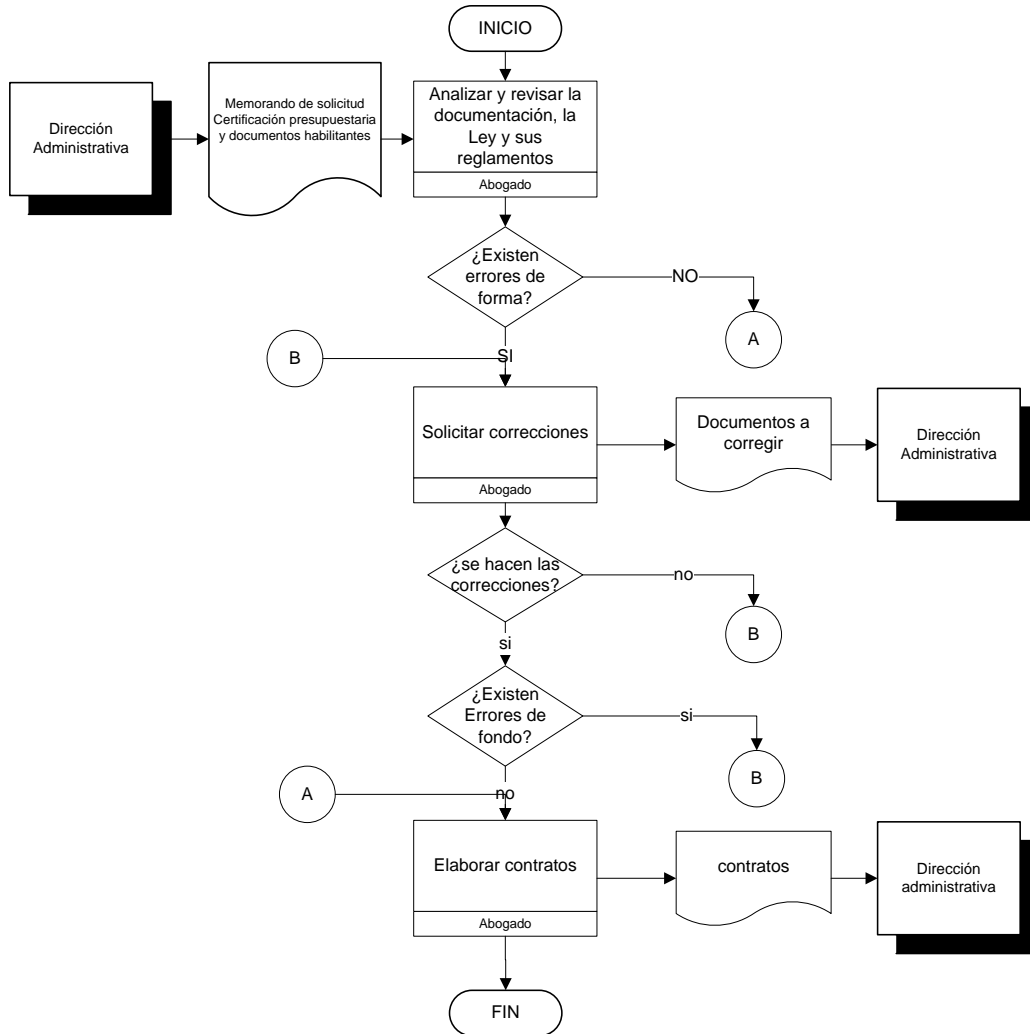 INICIO
Dirección
Administrativa
Memorando de solicitud
Certificación presupuestaria
y documentos habilitantes
Analizar y revisar la
documentación, la
Ley y sus
reglamentos
Abogado
¿Existen
errores de
forma?
NO
A
B
SI
Solicitar correcciones
Abogado
Documentos a
corregir
Dirección
Administrativa
¿se hacen las
correcciones?
no
B
si
¿Existen
Errores de
fondo?
si
B
A
no
Elaborar contratos
Abogado
contratos
Dirección
administrativa
FIN